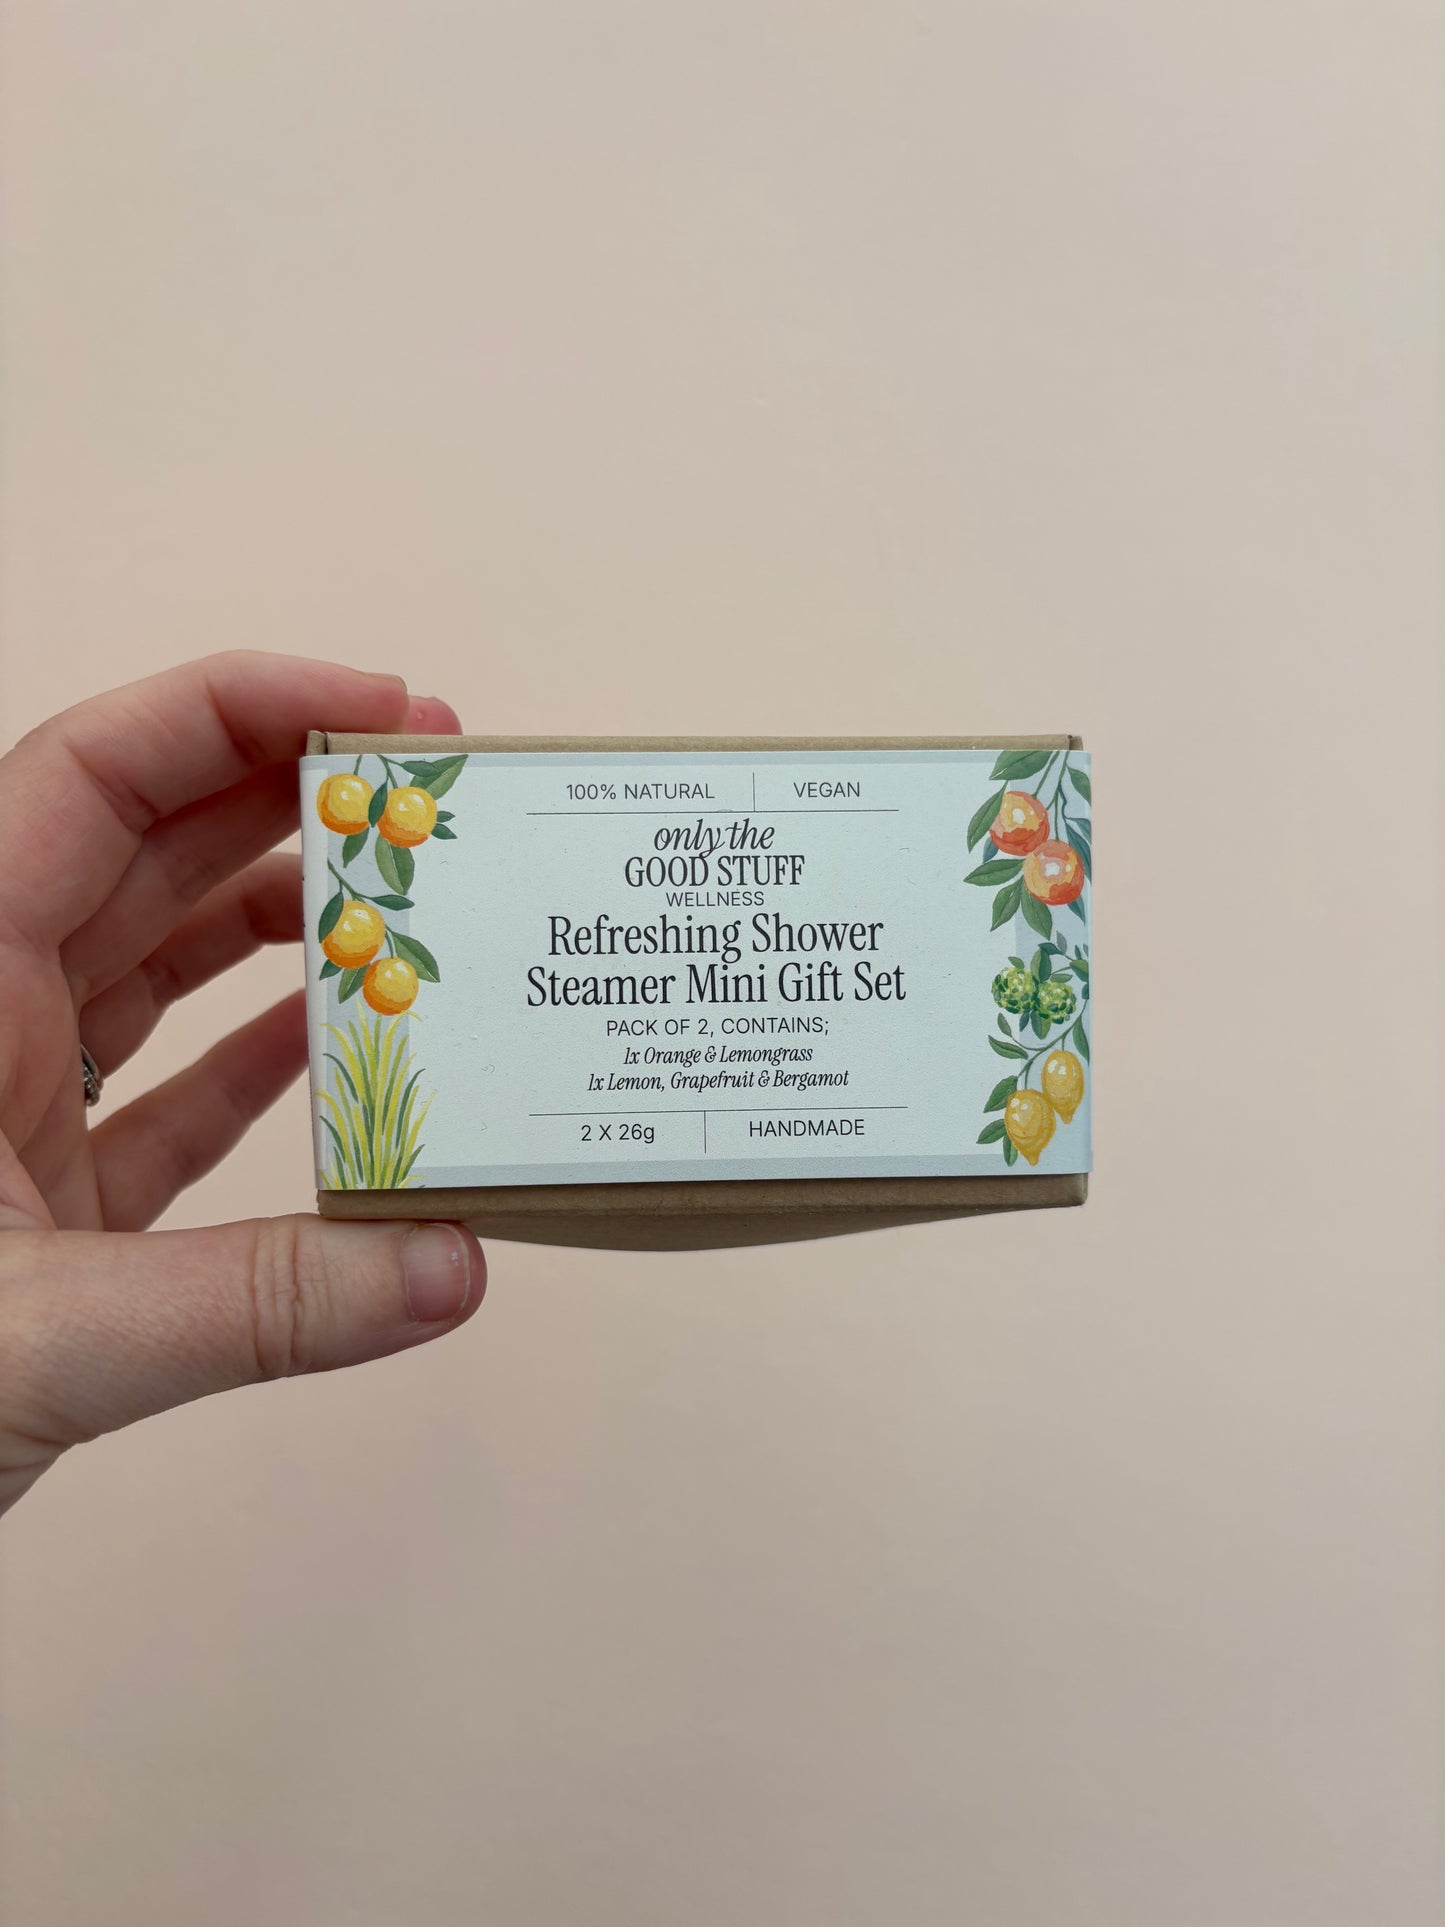 100% NATURAL
VEGAN
only the
GOOD STUFF
WELLNESS
Refreshing Shower
Steamer Mini Gift Set
PACK OF 2, CONTAINS;
1x Orange & Lemongrass
1x Lemon, Grapefruit & Bergamot
2 X 26g
HANDMADE